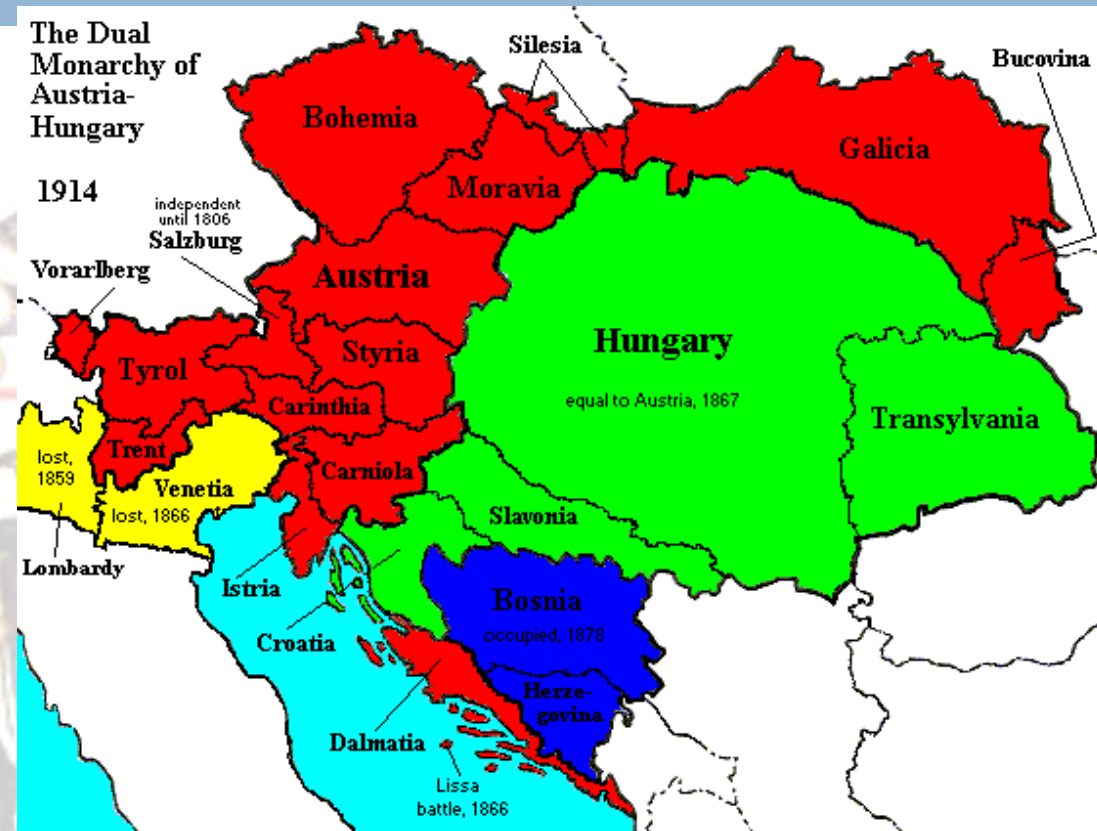 The Dual
Monarchy of
Austria-
Hungary
1914
Silesia
Bucovina
Bohemia
Galicia
Moravia
independent
until 1806
Salzburg
Vorarlberg
Austria
Hungary
equal to Austria, 1867
Styria
Tyrol
Transylvania
Carinthia
Trent
lost,
1859
Carniola
Venetia
lost, 1866
Slavonia
Lombardy
Istria
Bosnia
occupied, 1878
Croatia
Herze-
govina
Dalmatia
Lissa
battle, 1866